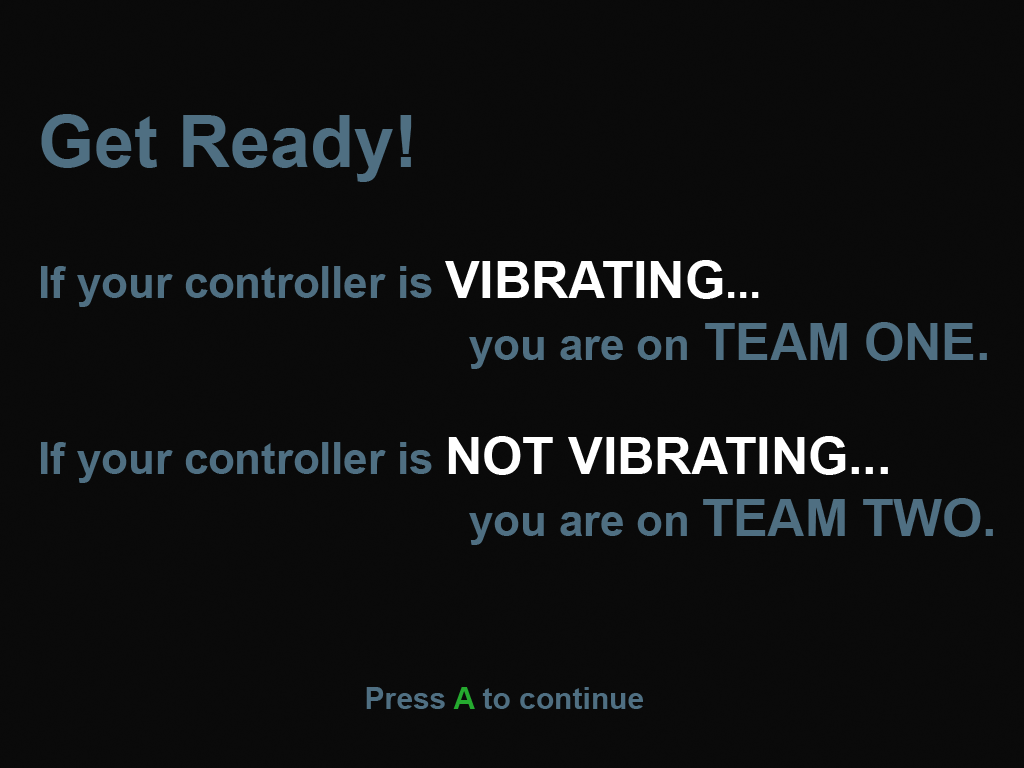 Get Ready!
If your controller is VIBRATING...
you are on TEAM ONE.
If your controller is NOT VIBRATING...
you are on TEAM TWO.
Press A to continue